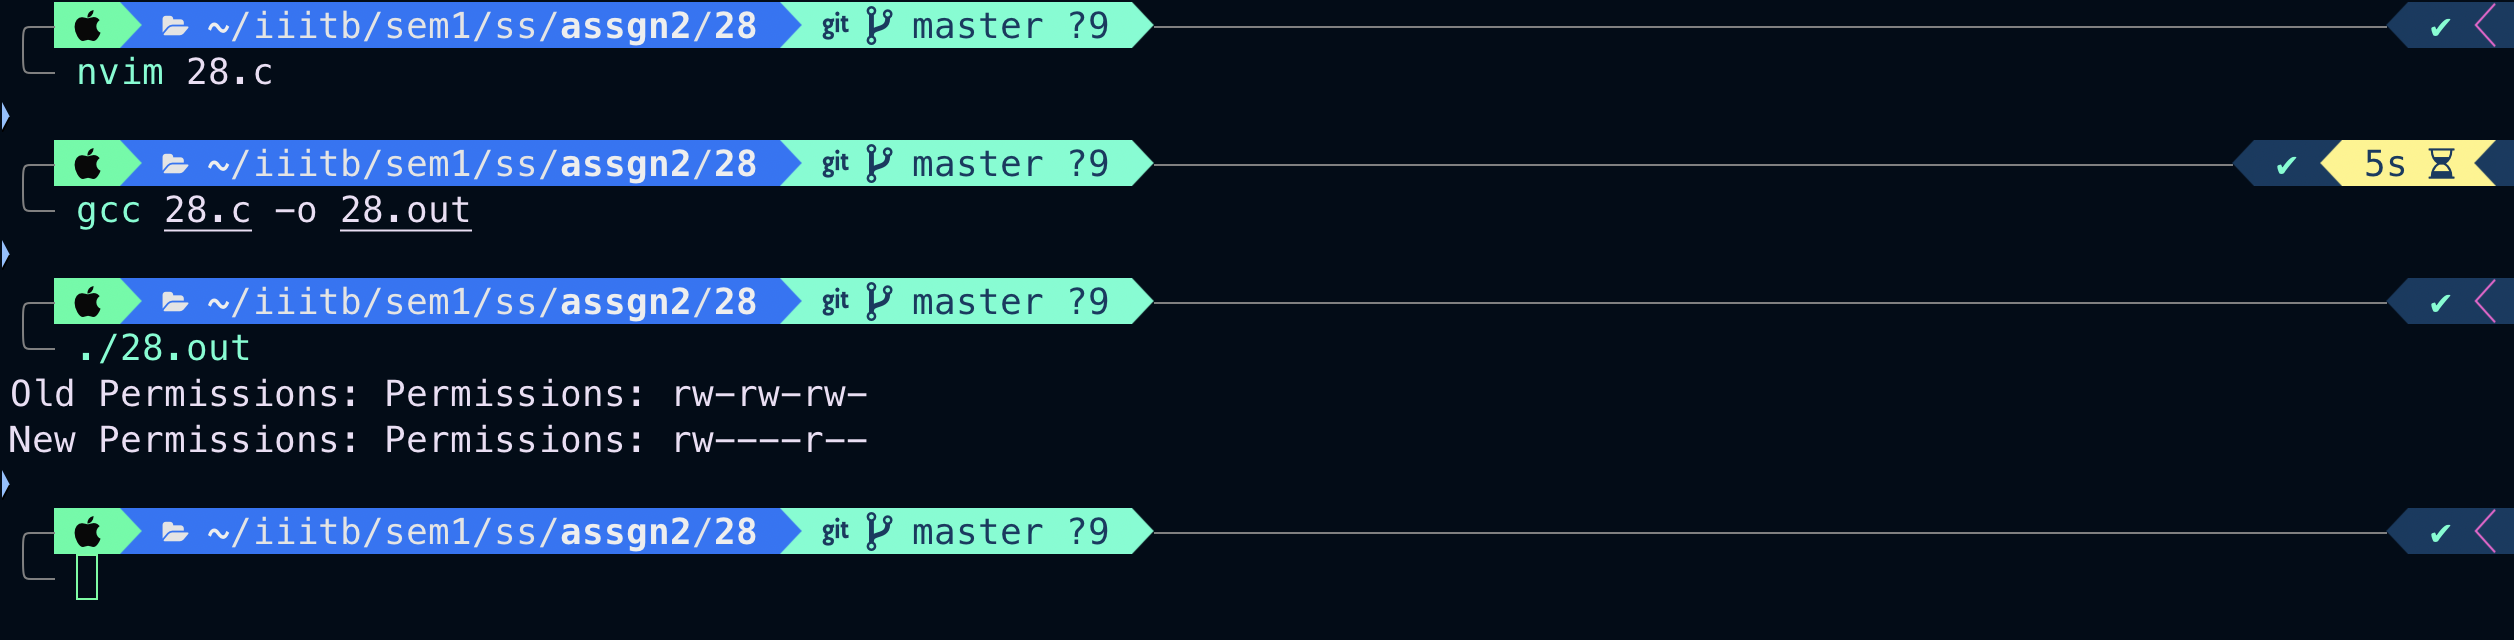 ~/iiitb/sem1/ss/assgn2/28 git master ?9 ✔
nvim 28.c
~/iiitb/sem1/ss/assgn2/28 git master ?9 ✔ 5s
gcc 28.c -o 28.out
~/iiitb/sem1/ss/assgn2/28 git master ?9 ✔
./28.out
Old Permissions: Permissions: rw-rw-rw-
New Permissions: Permissions: rw----r--
~/iiitb/sem1/ss/assgn2/28 git master ?9 ✔